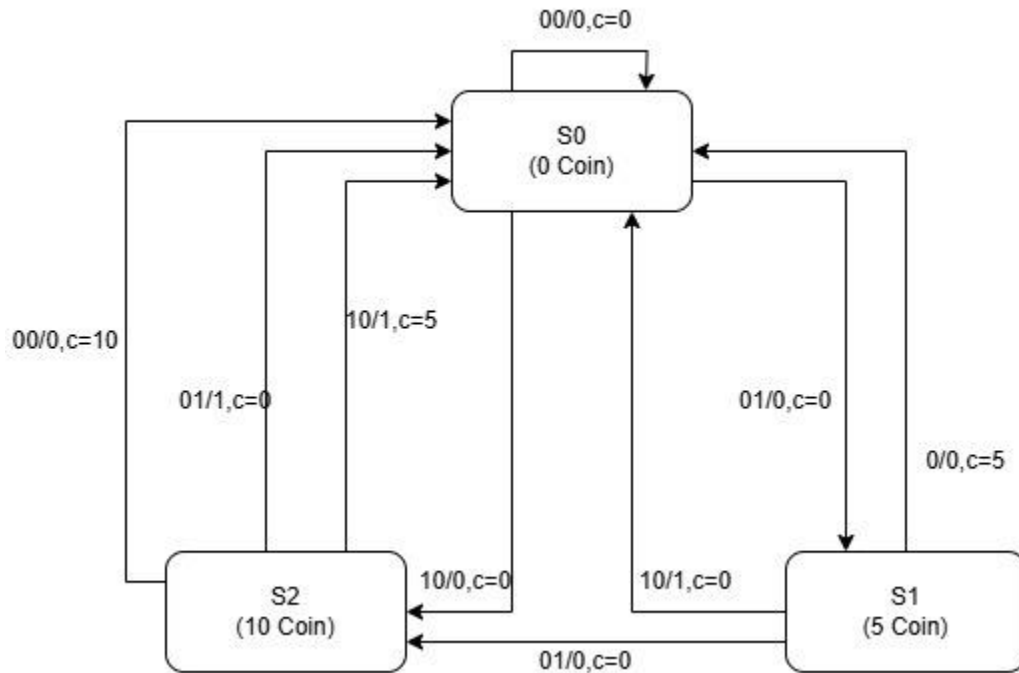 00/0,c=0
S0
(0 Coin)
00/0,c=10
10/1,c=5
01/1,c=0
01/0,c=0
0/0,c=5
10/0,c=0
10/1,c=0
S2
(10 Coin)
S1
(5 Coin)
01/0,c=0